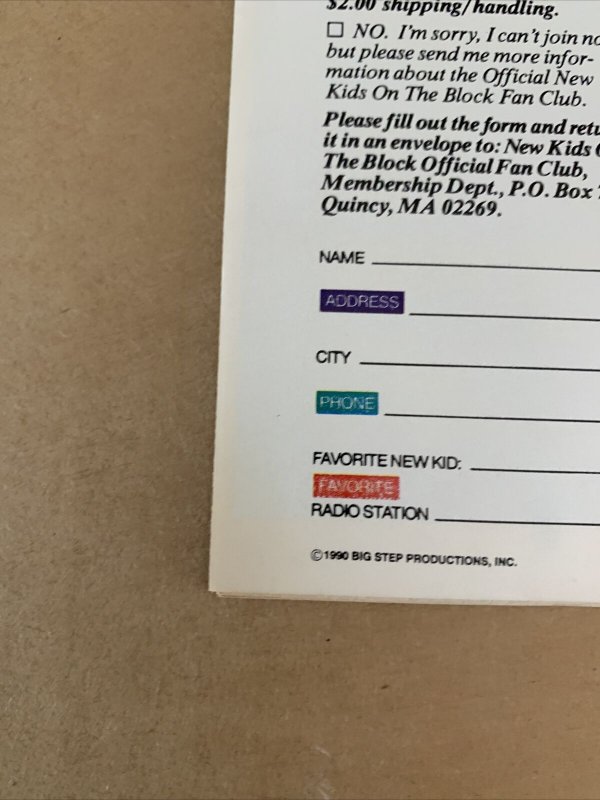 $2.00 shipping/handling.
☐ NO. I'm sorry, I can't join
but please send me more infor-
mation about the Official New
Kids On The Block Fan Club.
Please fill out the form and
it in an envelope to: New Kids
The Block Official Fan Club,
Membership Dept., P.O. Box
Quincy, MA 02269.
NAME
ADDRESS
CITY
PHONE
FAVORITE NEW KID:
FAVORITE
RADIO STATION
©1990 BIG STEP PRODUCTIONS, INC.